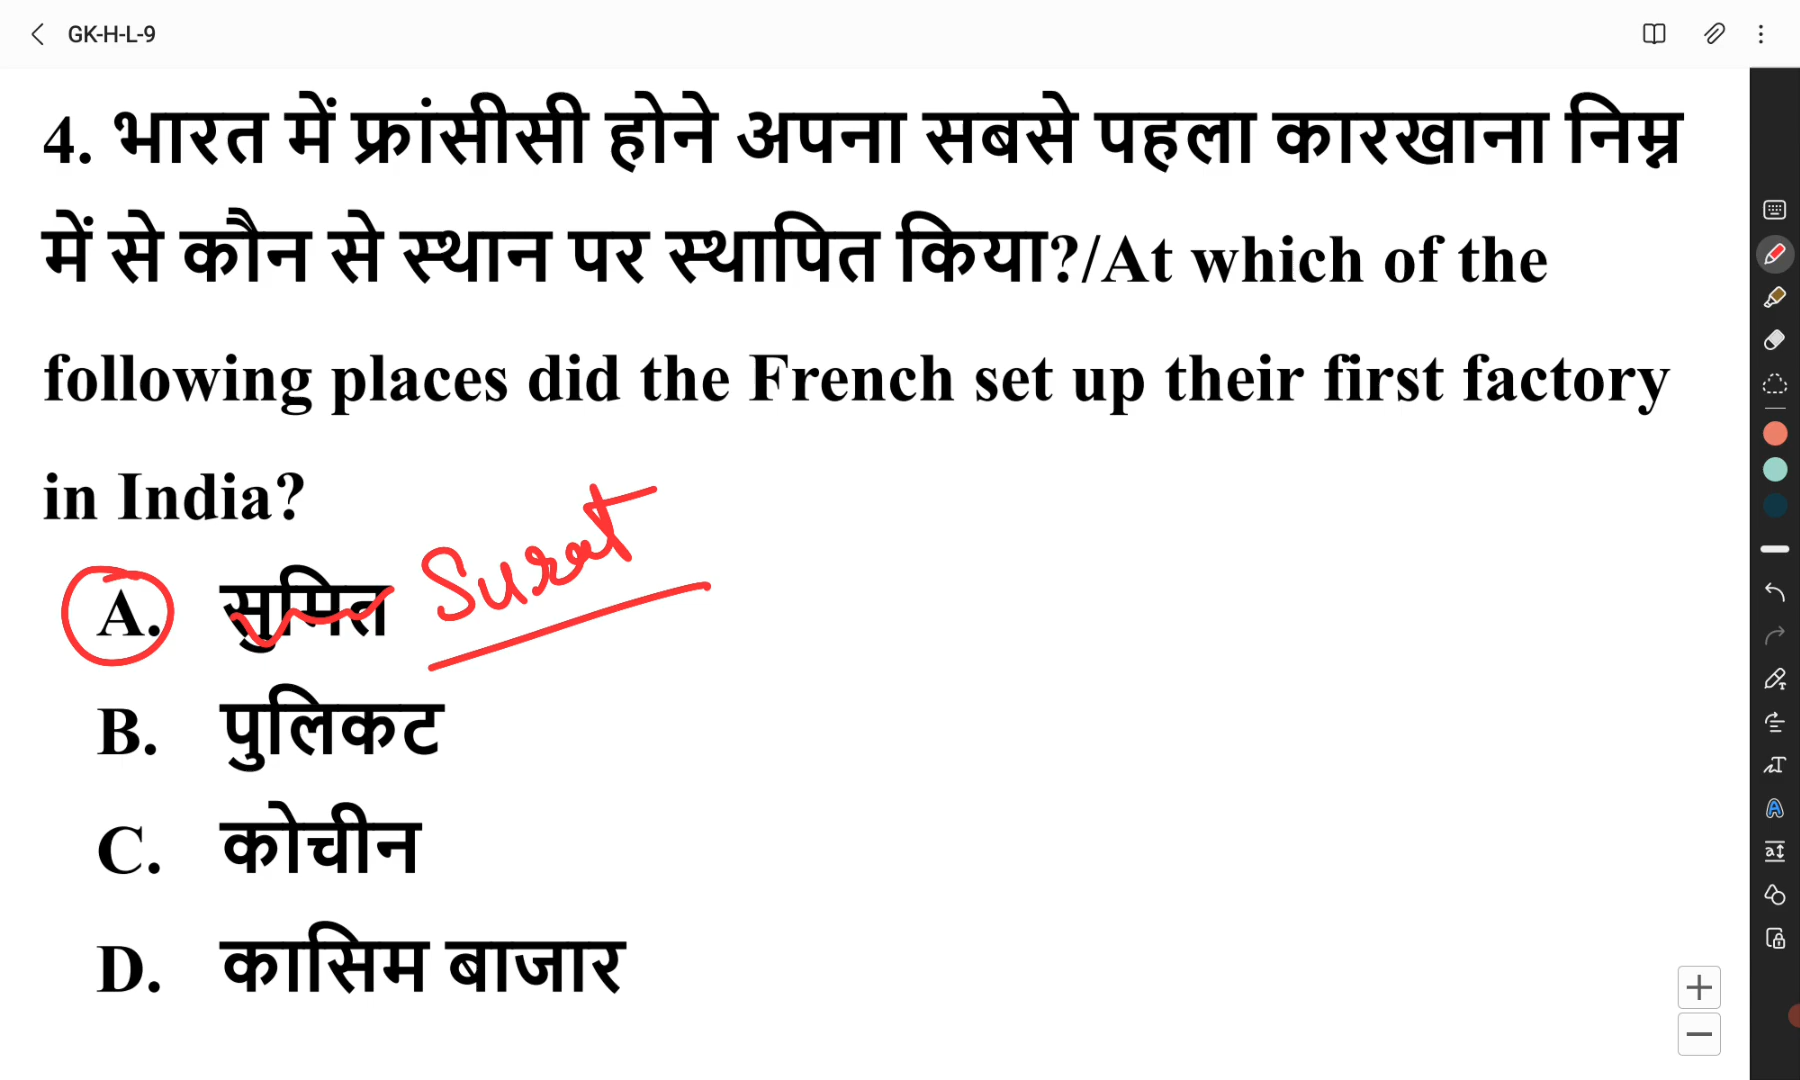 GK-H-L-9
4. भारत में फ्रांसीसी होने अपना सबसे पहला कारखाना निम्न
में से कौन से स्थान पर स्थापित किया?/At which of the
following places did the French set up their first factory
in India?
A. सुमित Surat
B. पुलिकट
C. कोचीन
D. कासिम बाजार